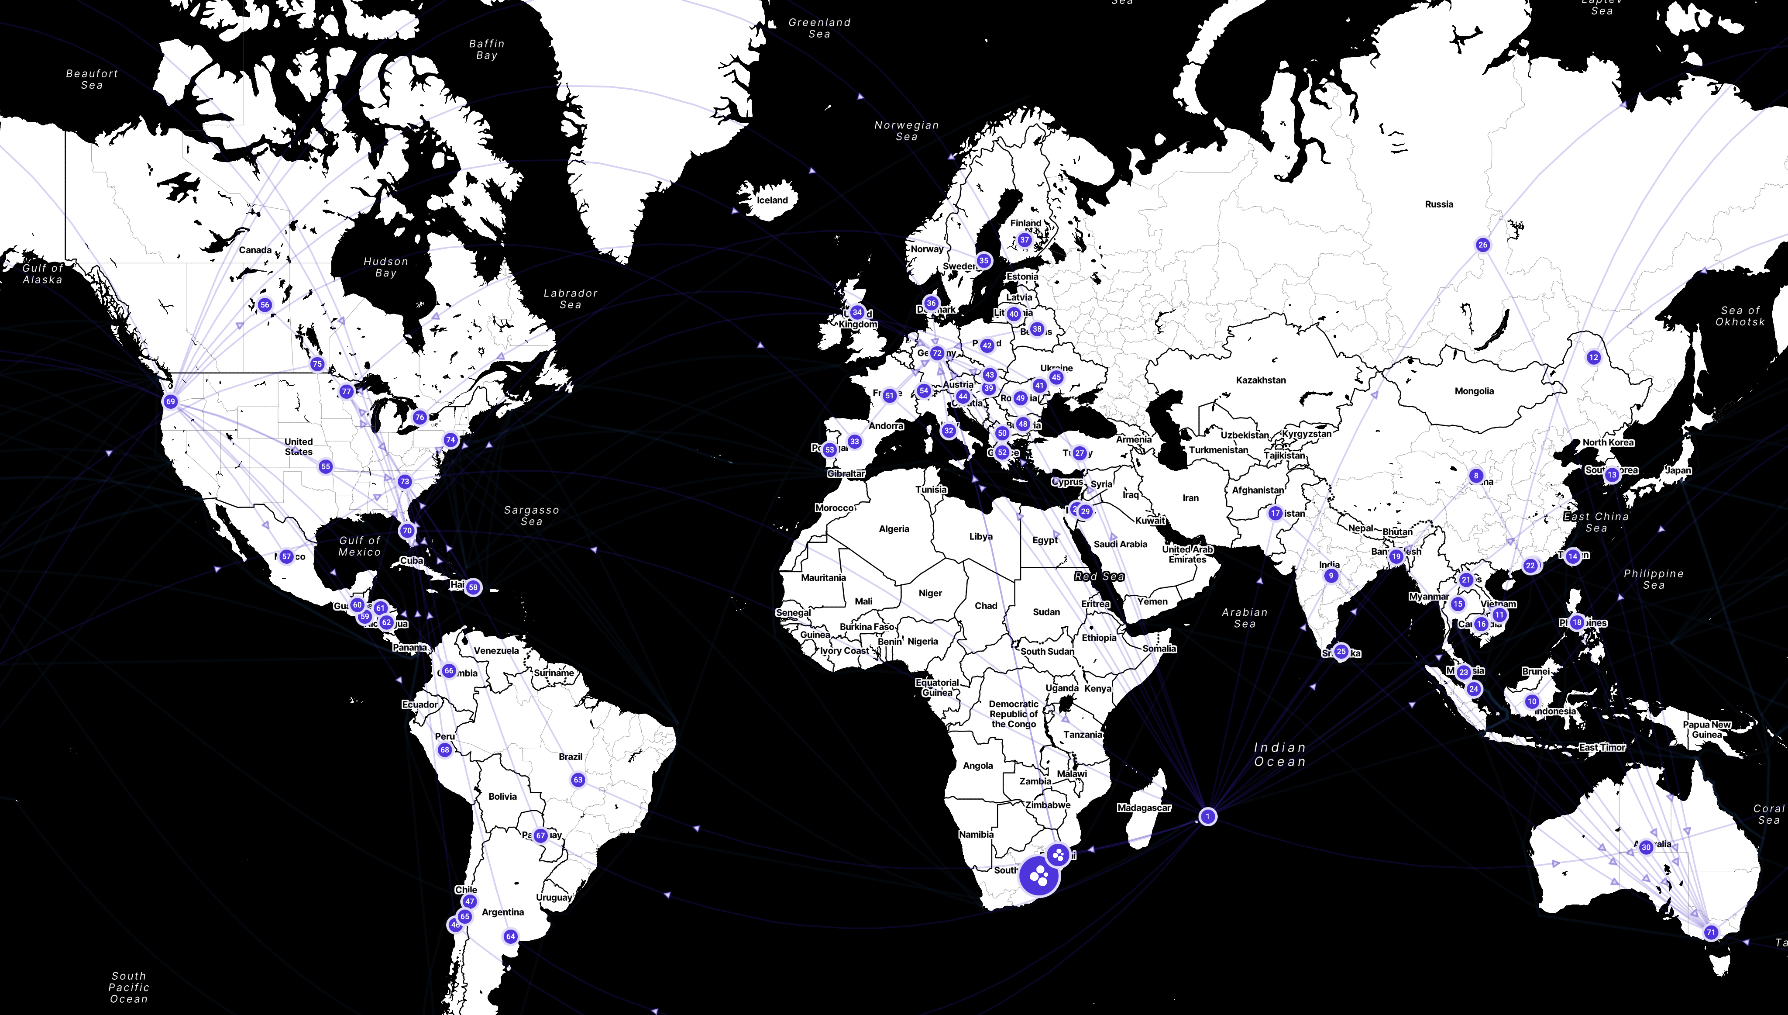 Greenland
Sea
Sea
Laptev
Sea
Baffin
Bay
Beaufort
Sea
Norwegian
Sea
Iceland
Russia
Finland
37
26
Canada
Norway
Hudson
Bay
Gulf of
Alaska
Sweden
35
Estonia
Labrador
Sea
56
36
Latvia
34
Kingdom
40
38
Sea of
Okhotsk
42
72
12
75
43
45
Ukraine
Austria
Kazakhstan
Mongolia
77
54
39
41
51
44
49
69
76
Andorra
48
32
50
United
States
74
33
53
52
27
Armenia
Uzbekistan
Kyrgyzstan
Turkmenistan
Tajikistan
North Korea
Japan
55
73
Gibraltar
Cyprus
Syria
8
13
Tunisia
Iraq
Iran
Afghanistan
Morocco
Sargasso
Sea
29
17
East China
Sea
Kuwait
Nepal
Bhutan
70
Algeria
Libya
Egypt
Saudi Arabia
United Arab
Emirates
Gulf of
Mexico
57
Cuba
19
14
22
India
9
Red Sea
Mauritania
21
Philippine
Sea
58
Niger
Mali
Chad
Sudan
Eritrea
Yemen
Myanmar
15
Vietnam
11
60
61
59
62
Senegal
Arabian
Sea
Burkina Faso
Guinea
Benin
Nigeria
Ethiopia
16
18
Ivory Coast
South Sudan
Somalia
25
Panama
Venezuela
66
Suriname
Equatorial
Guinea
Uganda
Kenya
23
24
Brunei
10
Indonesia
Ecuador
Democratic
Republic of
the Congo
Papua New
Guinea
Peru
68
Tanzania
East Timor
Indian
Ocean
Brazil
63
Angola
Zambia
Malawi
Bolivia
Zimbabwe
Madagascar
1
Coral
Sea
67
Namibia
30
South
Chile
47
Uruguay
65
Argentina
64
71
South
Pacific
Ocean